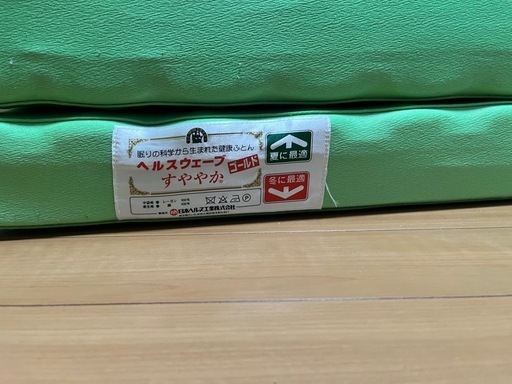 眠りの科学から生まれた健康ふとん
ヘルスウェーブ ゴールド
すややか
夏に最適
冬に最適
日本ヘルス工業株式会社